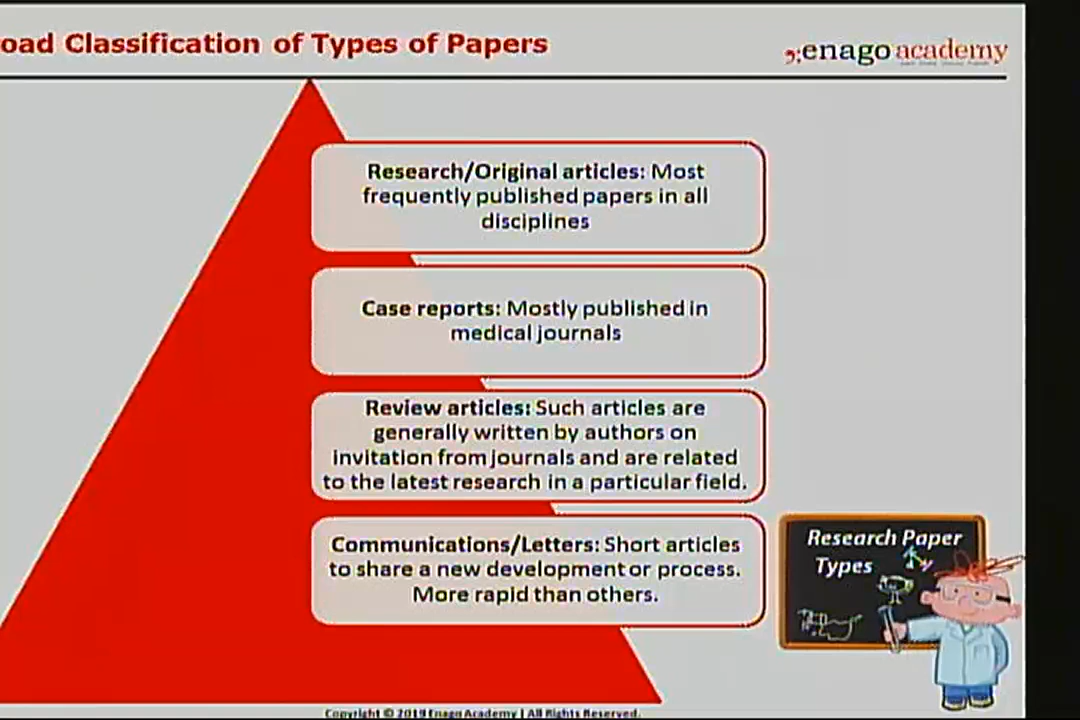 oad Classification of Types of Papers
enago academy
Research/Original articles: Most
frequently published papers in all
disciplines
Case reports: Mostly published in
medical journals
Review articles: Such articles are
generally written by authors on
invitation from journals and are related
to the latest research in a particular field.
Communications/Letters: Short articles
to share a new development or process.
More rapid than others.
Research Paper
Types
Copyright © 2019 Enago Academy | All Rights Reserved.